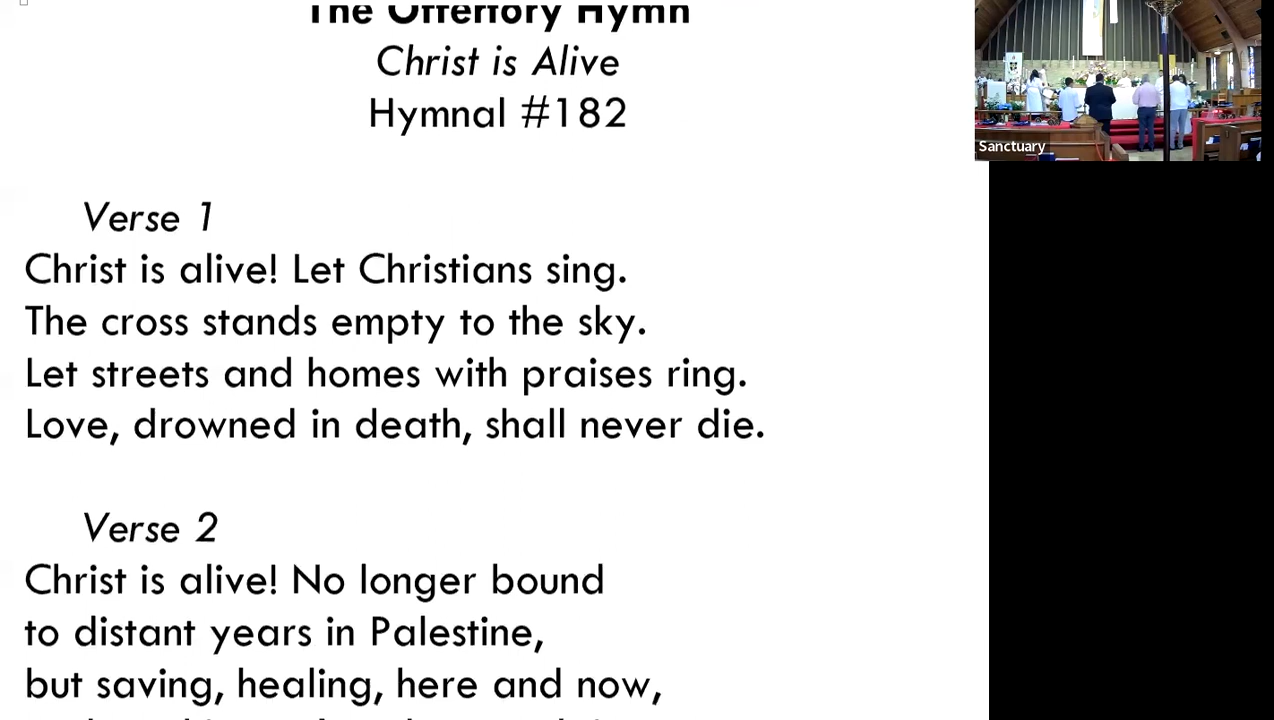 The Offertory Hymn
Christ is Alive
Hymnal #182
Sanctuary
Verse 1
Christ is alive! Let Christians sing.
The cross stands empty to the sky.
Let streets and homes with praises ring.
Love, drowned in death, shall never die.
Verse 2
Christ is alive! No longer bound
to distant years in Palestine,
but saving, healing, here and now,